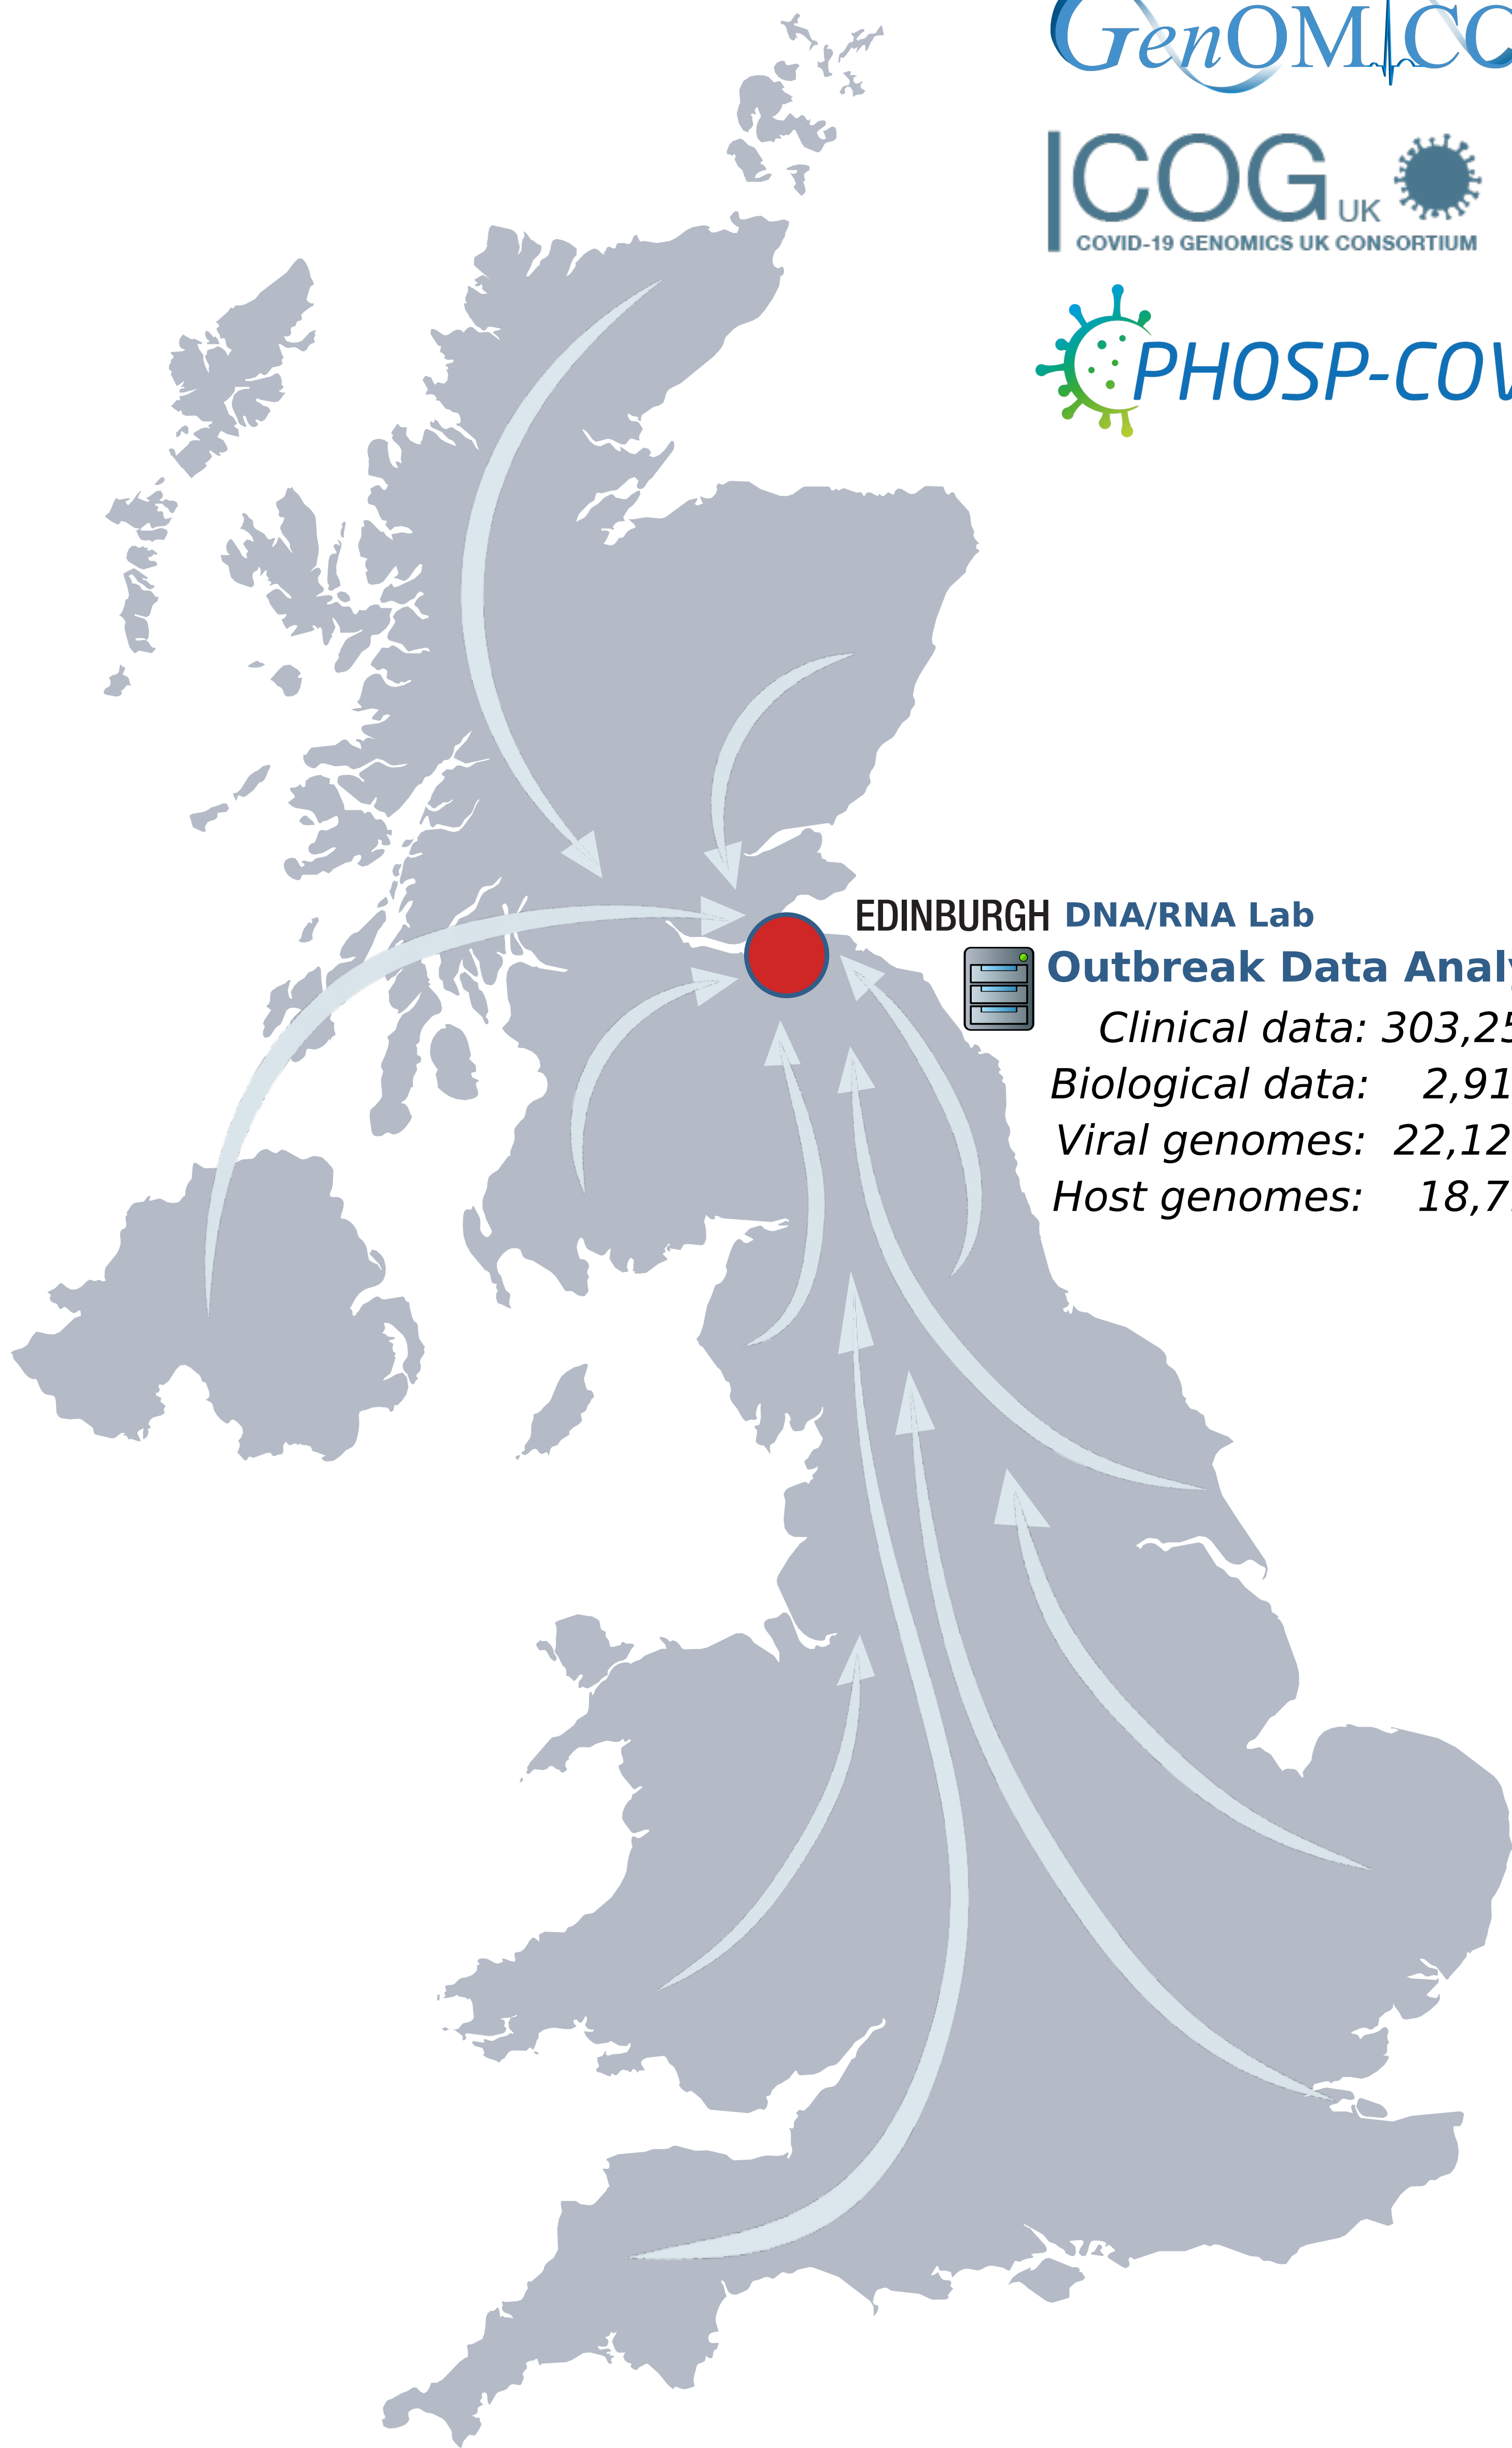 GenOMICC
COG UK
COVID-19 GENOMICS UK CONSORTIUM
PHOSP-COV
EDINBURGH DNA/RNA Lab
Outbreak Data Analy
Clinical data: 303,25
Biological data: 2,91
Viral genomes: 22,12
Host genomes: 18,7